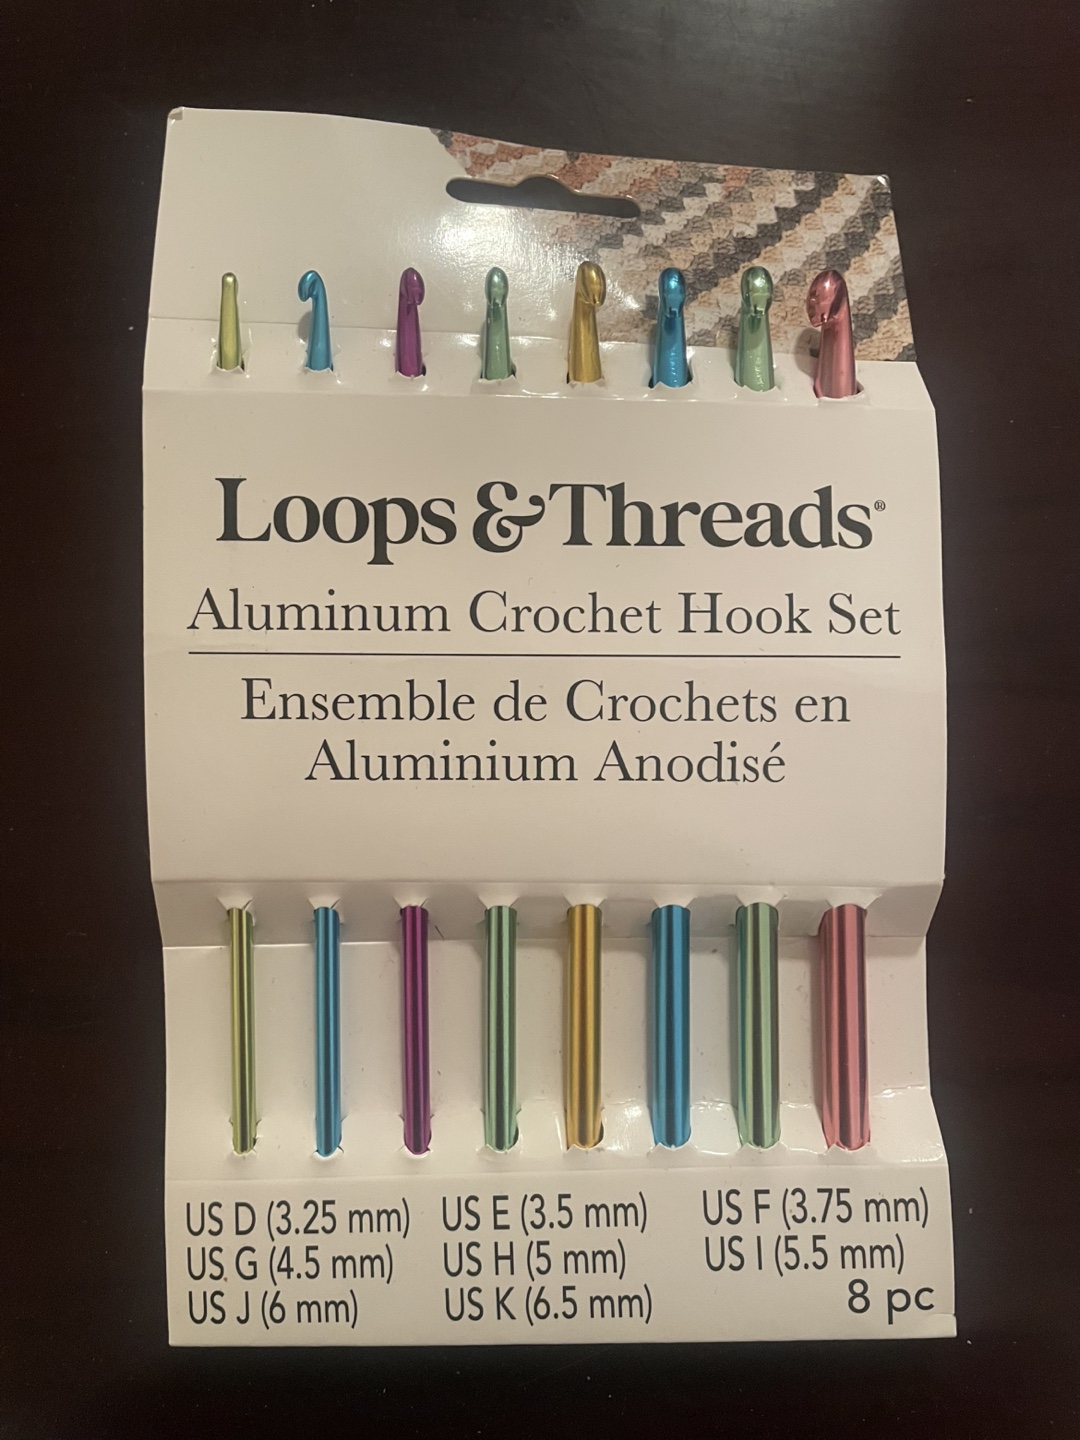 Loops & Threads®
Aluminum Crochet Hook Set
Ensemble de Crochets en
Aluminium Anodisé
US D (3.25 mm) US E (3.5 mm) US F (3.75 mm)
US G (4.5 mm) US H (5 mm) US I (5.5 mm)
US J (6 mm) US K (6.5 mm) 8 pc